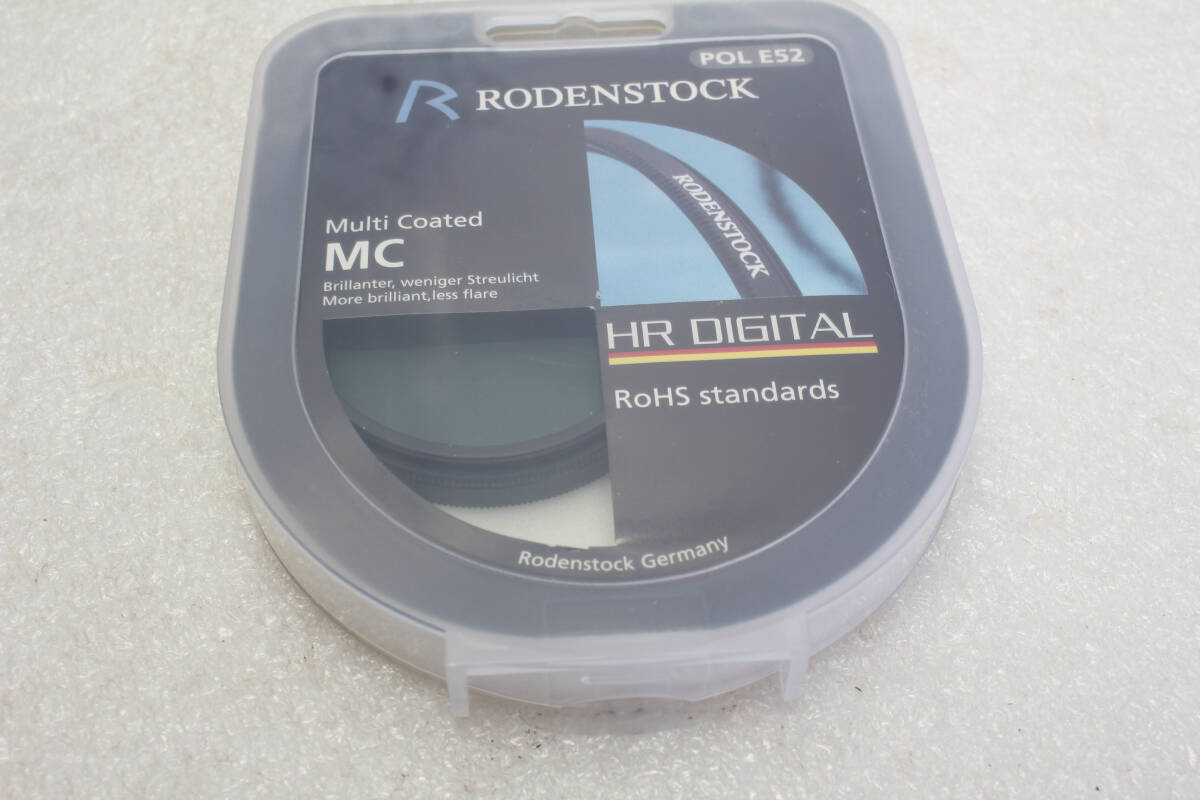 POL E52
R RODENSTOCK
RODENSTOCK
Multi Coated
MC
Brillanter, weniger Streulicht
More brilliant,less flare
HR DIGITAL
RoHS standards
Rodenstock Germany